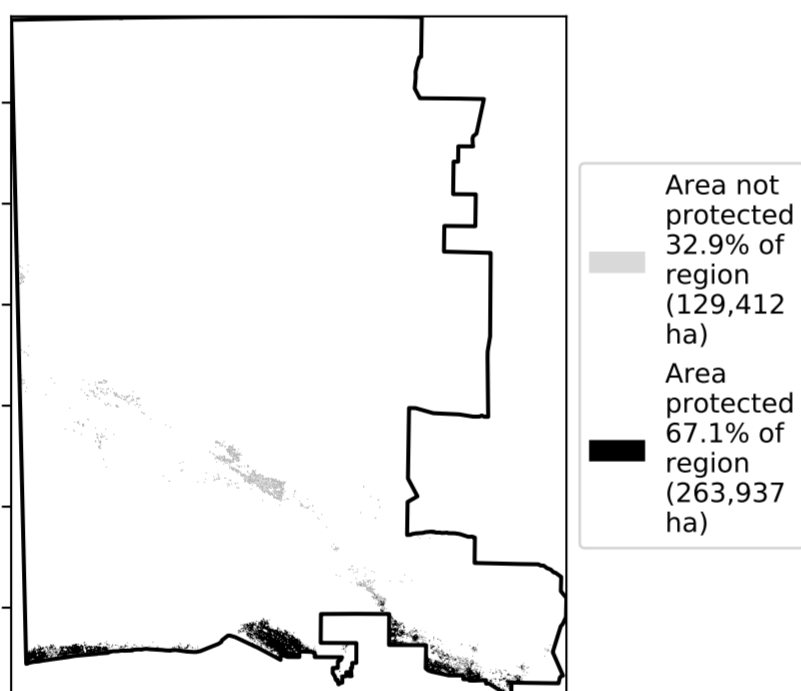 Area not
protected
32.9% of
region
(129,412
ha)
Area
protected
67.1% of
region
(263,937
ha)